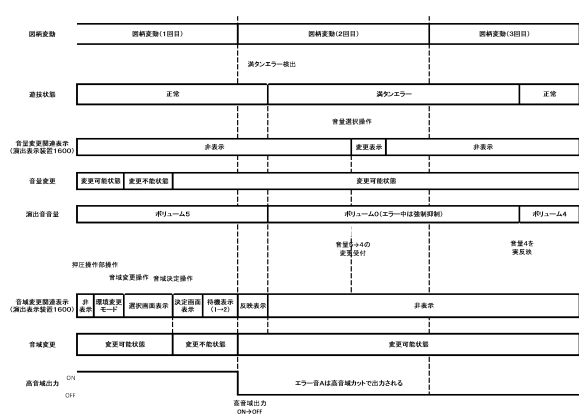 図柄変動
図柄変動(1回目)
図柄変動(2回目)
図柄変動(3回目)
満タンエラー検出
遊技状態
正常
満タンエラー
正常
音量選択操作
音量変更関連表示
(演出表示装置1600)
非表示
変更表示
非表示
音量変更
変更可能状態
変更不能状態
変更可能状態
演出音音量
ボリューム5
ボリューム0(エラー中は強制抑制)
ボリューム4
音量5→4の
変更受付
音量4を
実反映
押圧操作部操作
音域変更操作
音域決定操作
音域変更関連表示
(演出表示装置1600)
非
表示
環境変更
モード
選択画面表示
決定画面
表示
待機表示
(1→2)
反映表示
非表示
音域変更
変更可能状態
変更不能状態
変更可能状態
高音域出力
ON
OFF
エラー音Aは高音域カットで出力される
高音域出力
ON→OFF